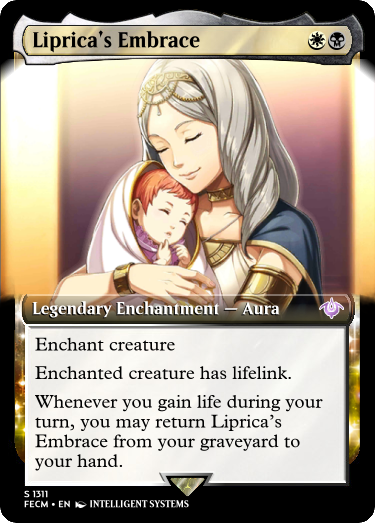 Liprica's Embrace
Legendary Enchantment — Aura
Enchant creature
Enchanted creature has lifelink.
Whenever you gain life during your
turn, you may return Liprica's
Embrace from your graveyard to
your hand.
S 1311
FECM • EN INTELLIGENT SYSTEMS